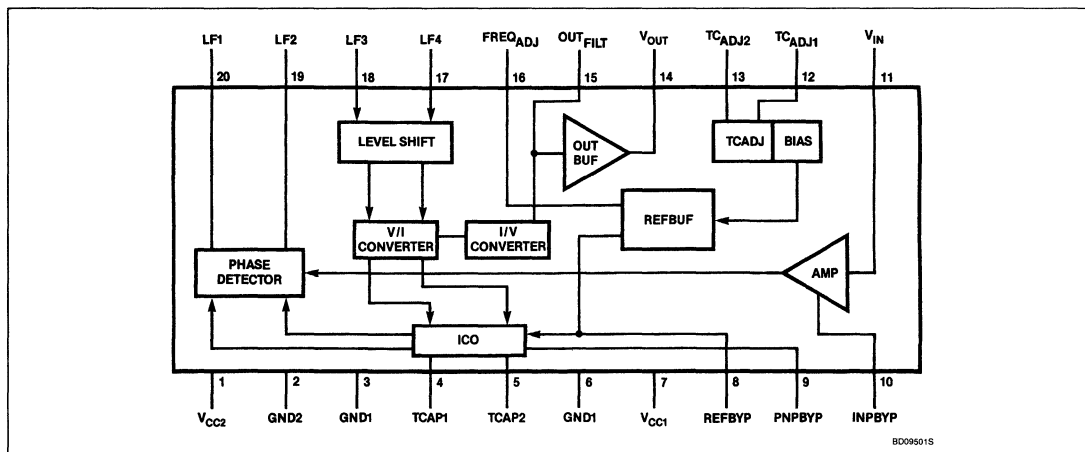 LF1 LF2 LF3 LF4 FREQADJ OUTFILT VOUT TCADJ2 TCADJ1 VIN
20 19 18 17 16 15 14 13 12 11
LEVEL SHIFT
OUT
BUF
TCADJ BIAS
V/I
CONVERTER
I/V
CONVERTER
REFBUF
PHASE
DETECTOR
AMP
ICO
1 2 3 4 5 6 7 8 9 10
VCC2 GND2 GND1 TCAP1 TCAP2 GND1 VCC1 REFBYP PNPBYP INPBYP
BD09501S